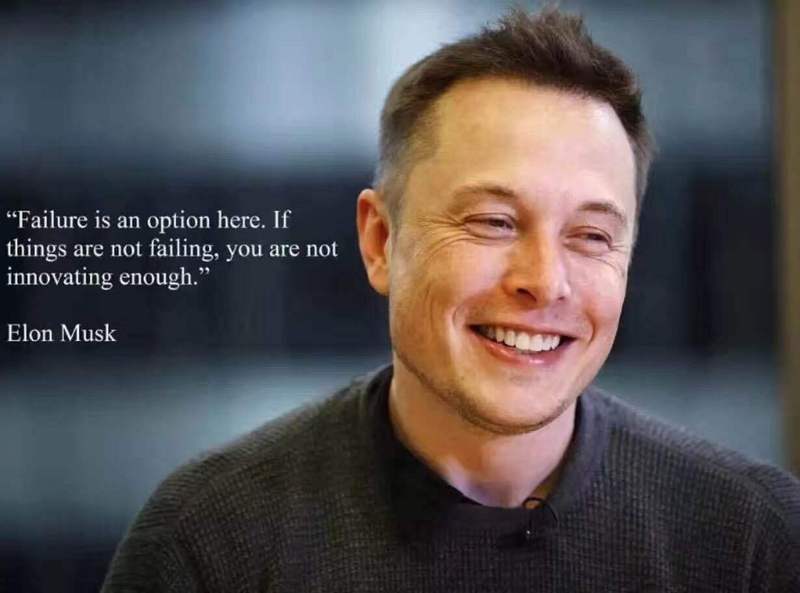 “Failure is an option here. If
things are not failing, you are not
innovating enough.”
Elon Musk